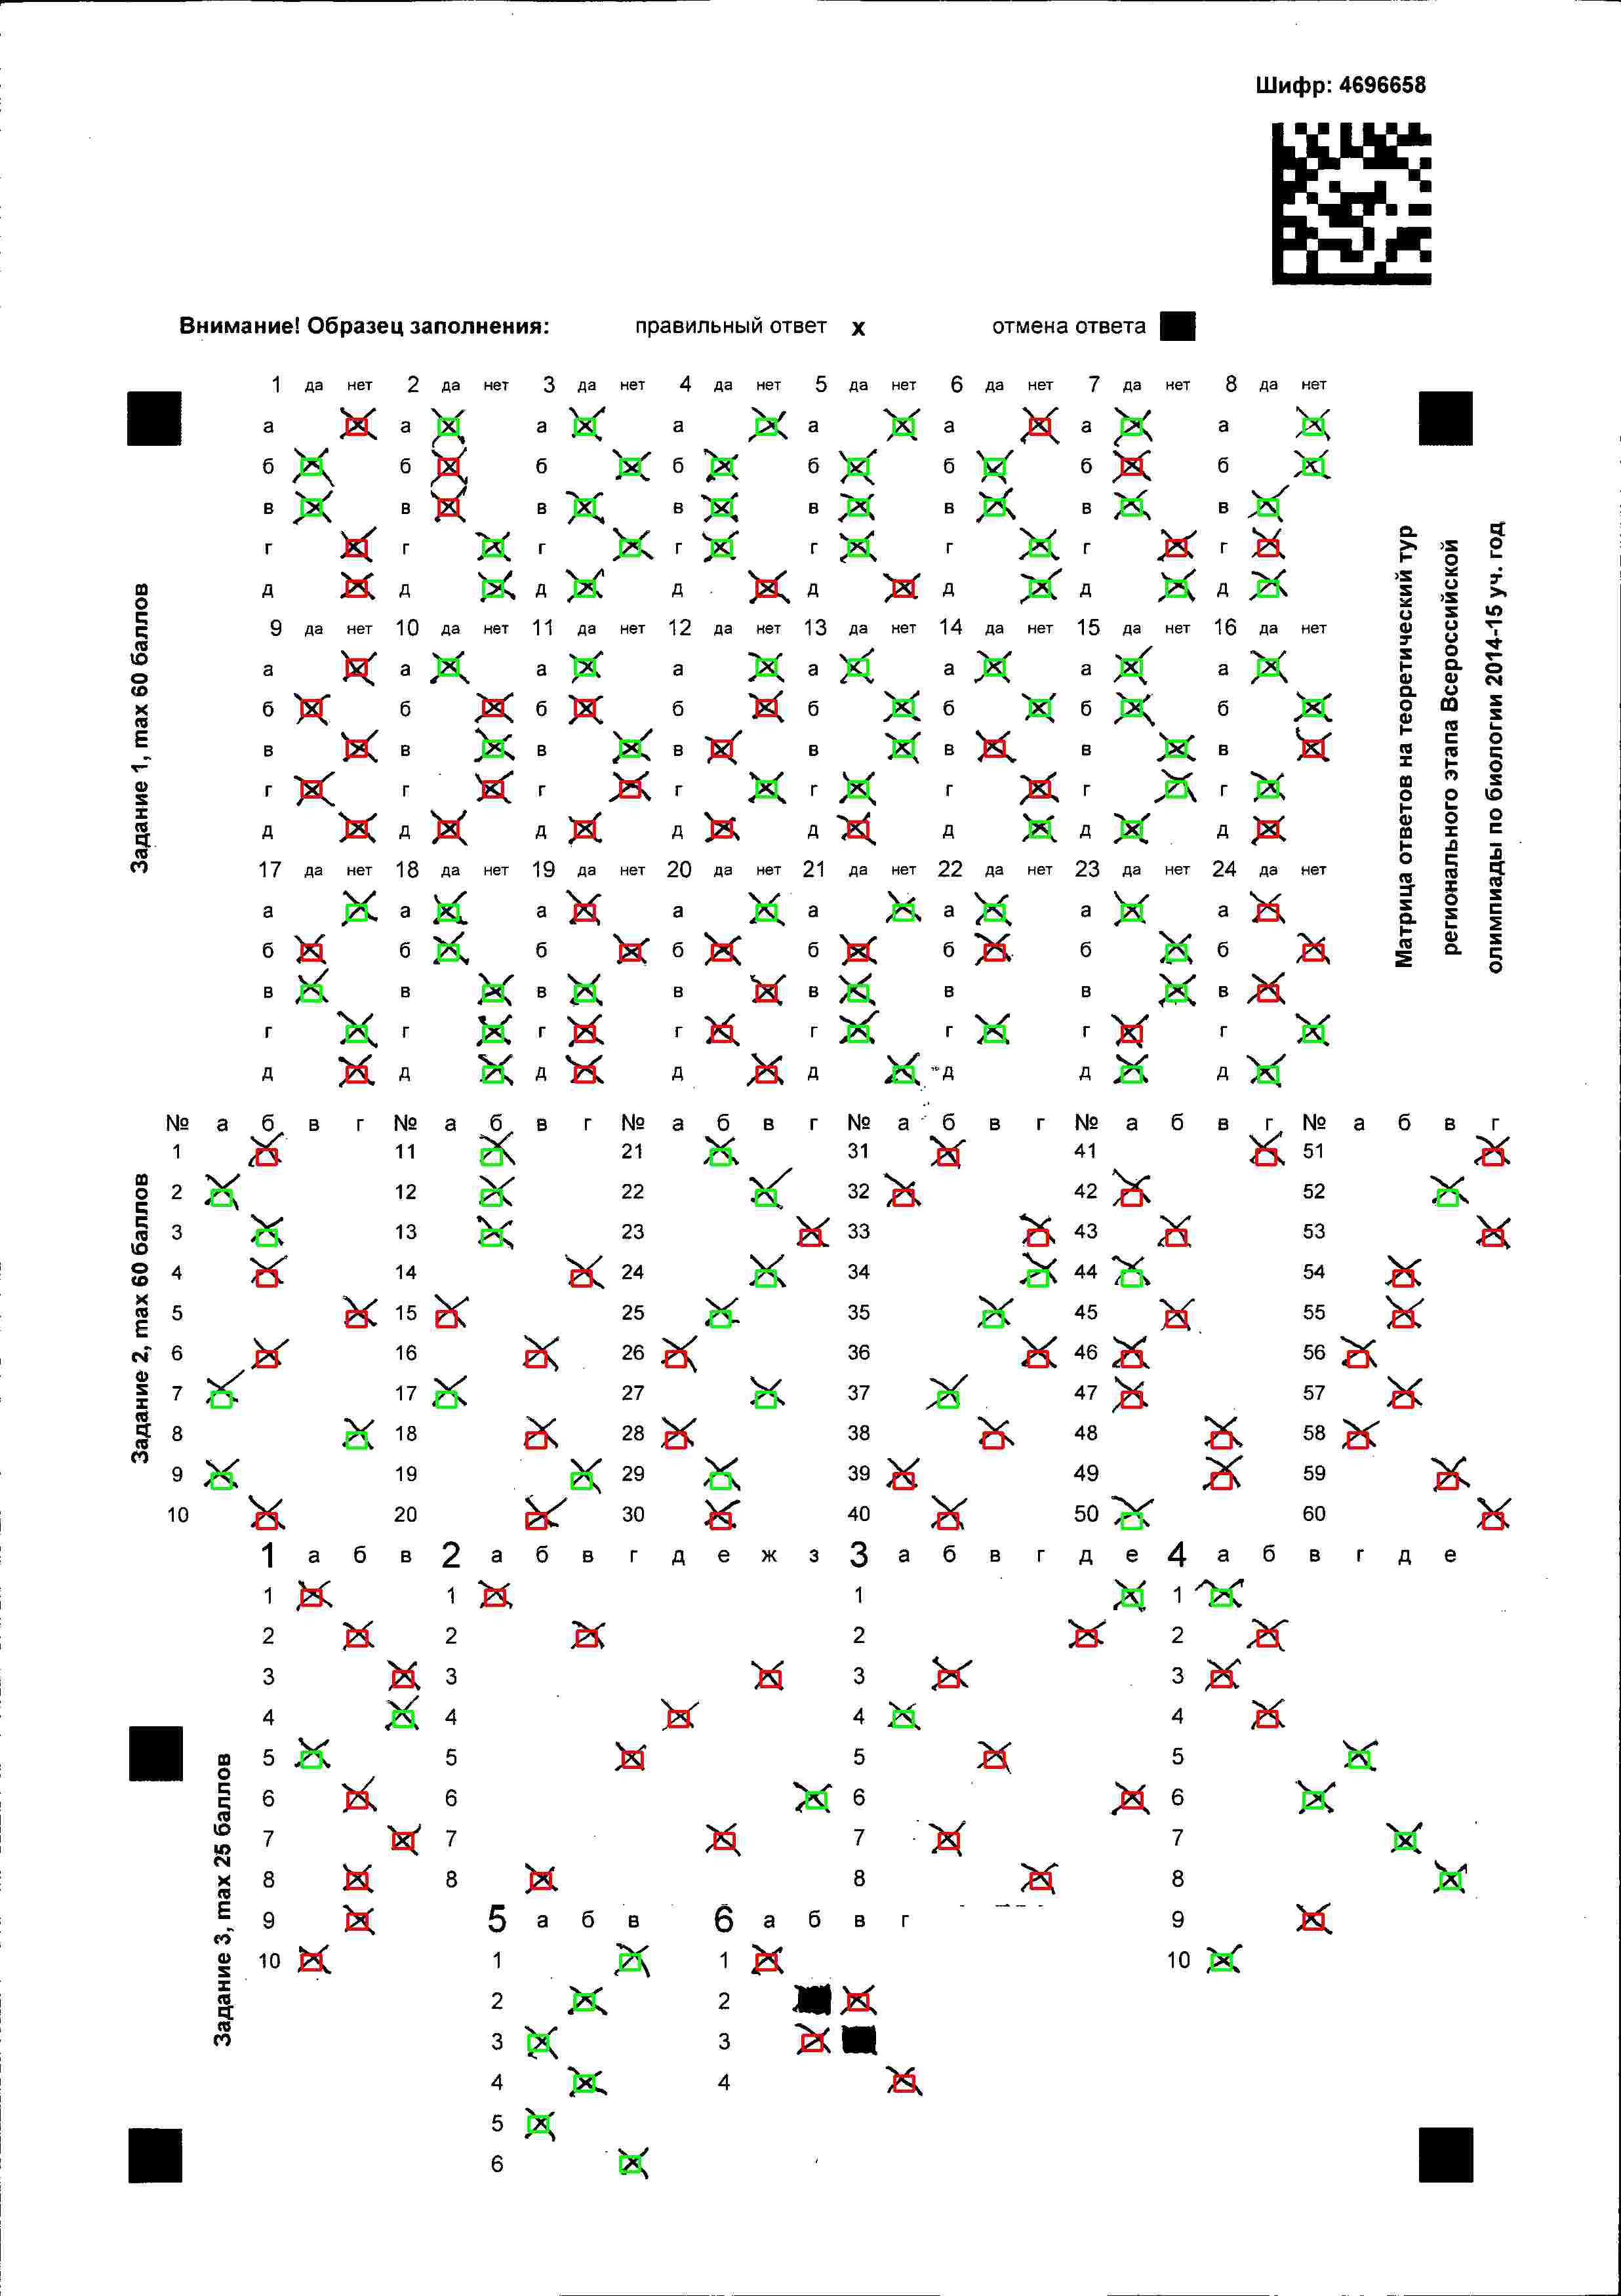 Шифр: 4696658
Внимание! Образец заполнения: правильный ответ х отмена ответа
1 да нет 2 да нет 3 да нет 4 да нет 5 да нет 6 да нет 7 да нет 8 да нет
а а а а а а а а
б б б б б б б б
в в в в в в в в
г г г г г г г г
д д д д д д д д
9 да нет 10 да нет 11 да нет 12 да нет 13 да нет 14 да нет 15 да нет 16 да нет
а а а а а а а а
б б б б б б б б
в в в в в в в в
г г г г г г г г
д д д д д д д д
17 да нет 18 да нет 19 да нет 20 да нет 21 да нет 22 да нет 23 да нет 24 да нет
а а а а а а а а
б б б б б б б б
в в в в в в в в
г г г г г г г г
д д д д д д д д
Задание 1, max 60 баллов
Матрица ответов на теоретический тур
регионального этапа Всероссийской
олимпиады по биологии 2014-15 уч. год
№ а б в г № а б в г № а б в г № а б в г № а б в г № а б в г
1 11 21 31 41 51
2 12 22 32 42 52
3 13 23 33 43 53
4 14 24 34 44 54
5 15 25 35 45 55
6 16 26 36 46 56
7 17 27 37 47 57
8 18 28 38 48 58
9 19 29 39 49 59
10 20 30 40 50 60
Задание 2, max 60 баллов
1 а б в 2 а б в г д е ж з 3 а б в г д е 4 а б в г д е
1 1 1 1
2 2 2 2
3 3 3 3
4 4 4 4
5 5 5 5
6 6 6 6
7 7 7 7
8 8 8 8
9 9
10 10
5 а б в 6 а б в г
1 1
2 2
3 3
4 4
5
6
Задание 3, max 25 баллов